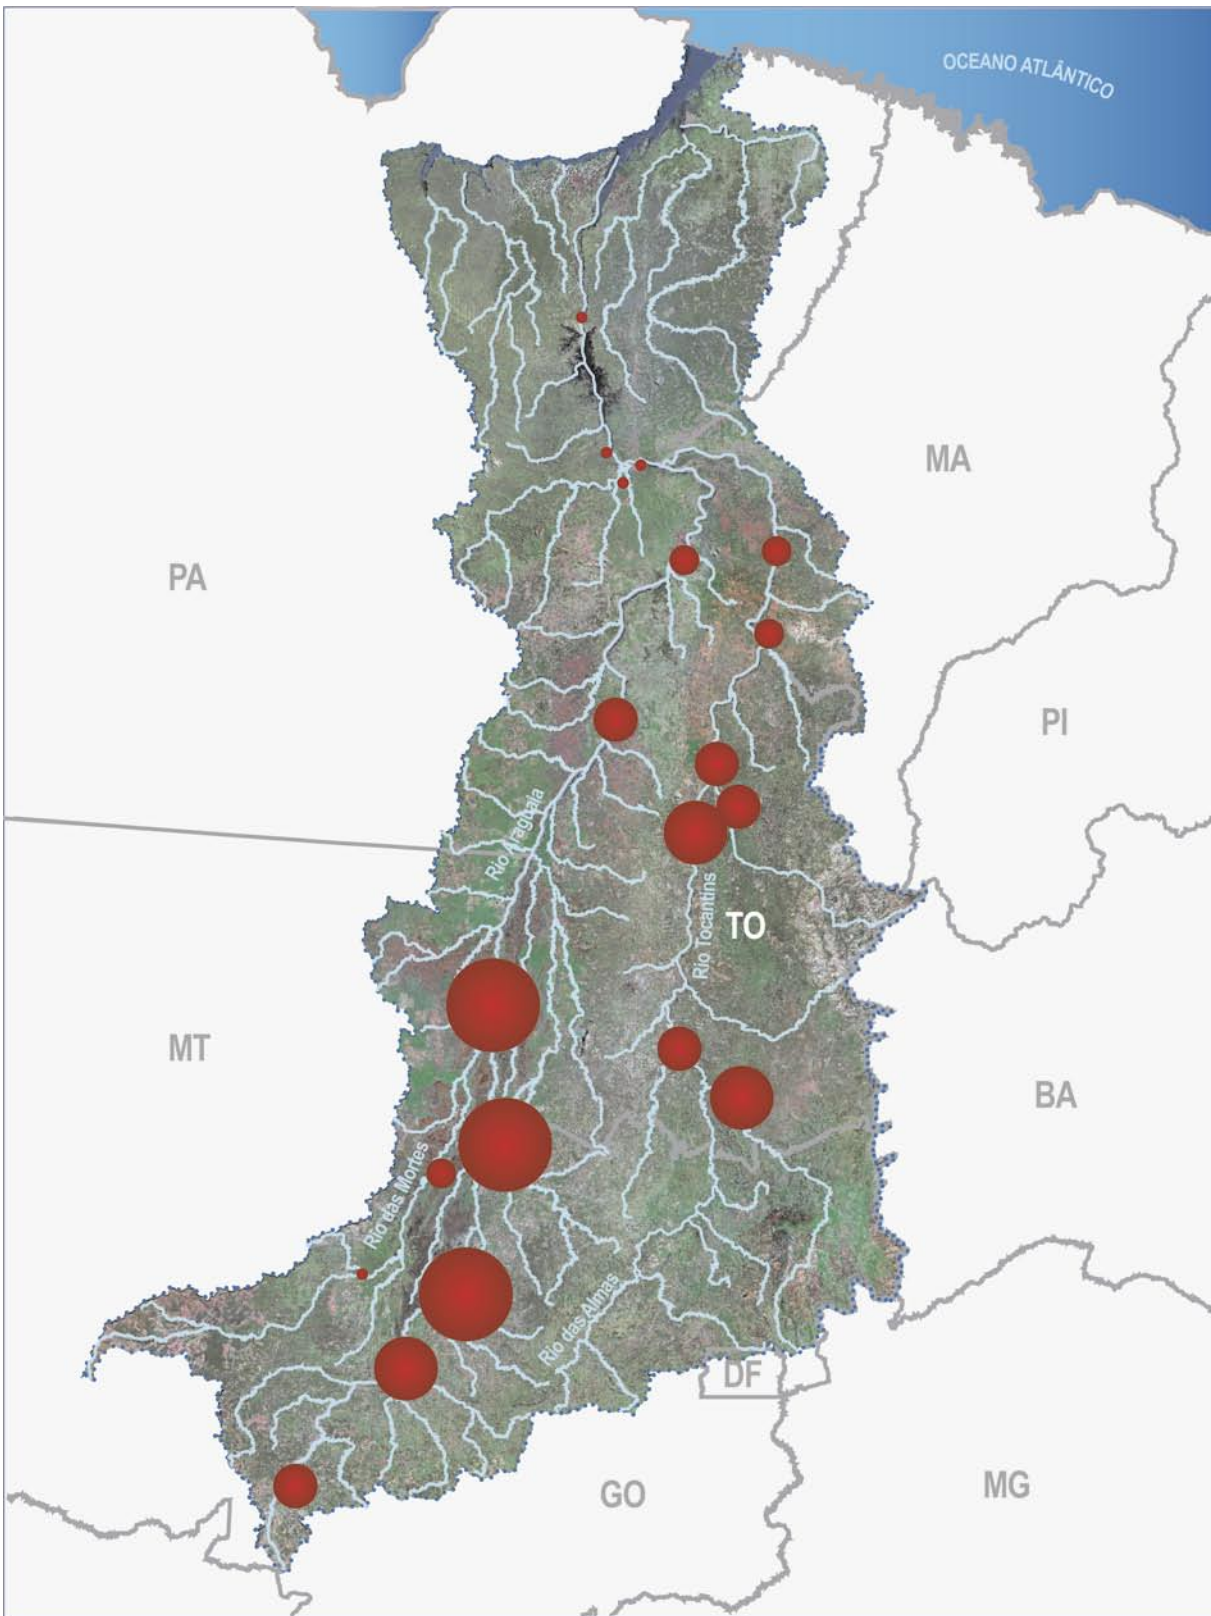 OCEANO ATLÂNTICO
MA
PA
PI
Rio Araguaia
Rio Tocantins
TO
MT
BA
Rio das Mortes
Rio das Almas
DF
GO
MG